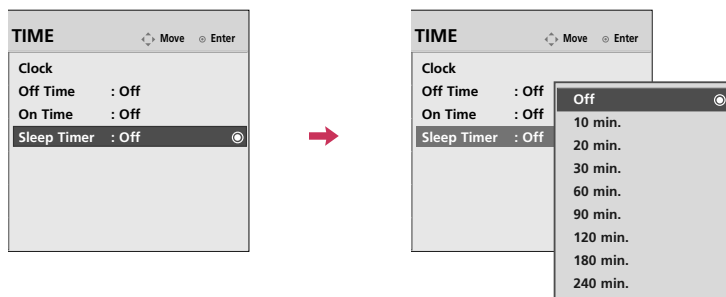 TIME Move Enter
Clock
Off Time : Off
On Time : Off
Sleep Timer : Off
TIME Move Enter
Clock
Off Time : Off
On Time : Off
Sleep Timer : Off
Off
10 min.
20 min.
30 min.
60 min.
90 min.
120 min.
180 min.
240 min.